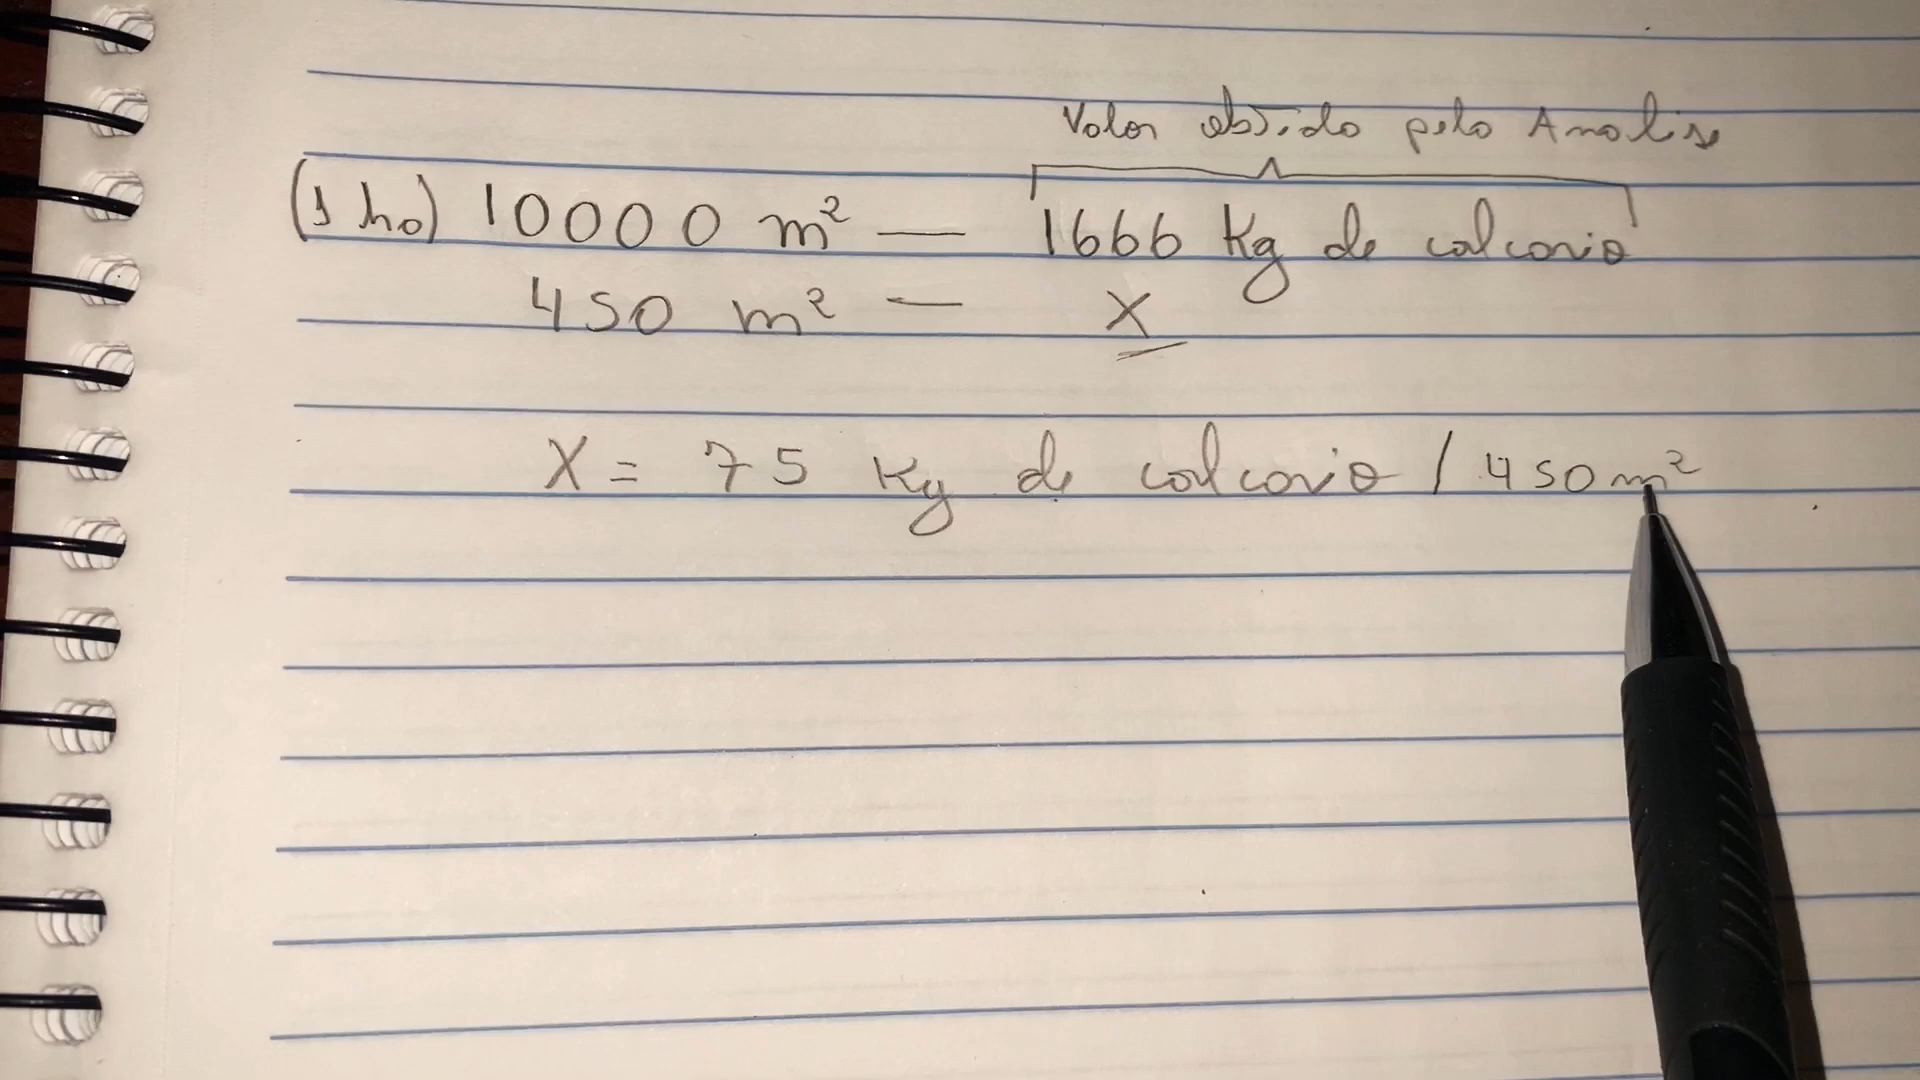 Valor obtido pela Analise
(1 ha) 10000 m² — 1666 Kg de calcario
450 m² — X
X = 75 Kg de calcario / 450 m²